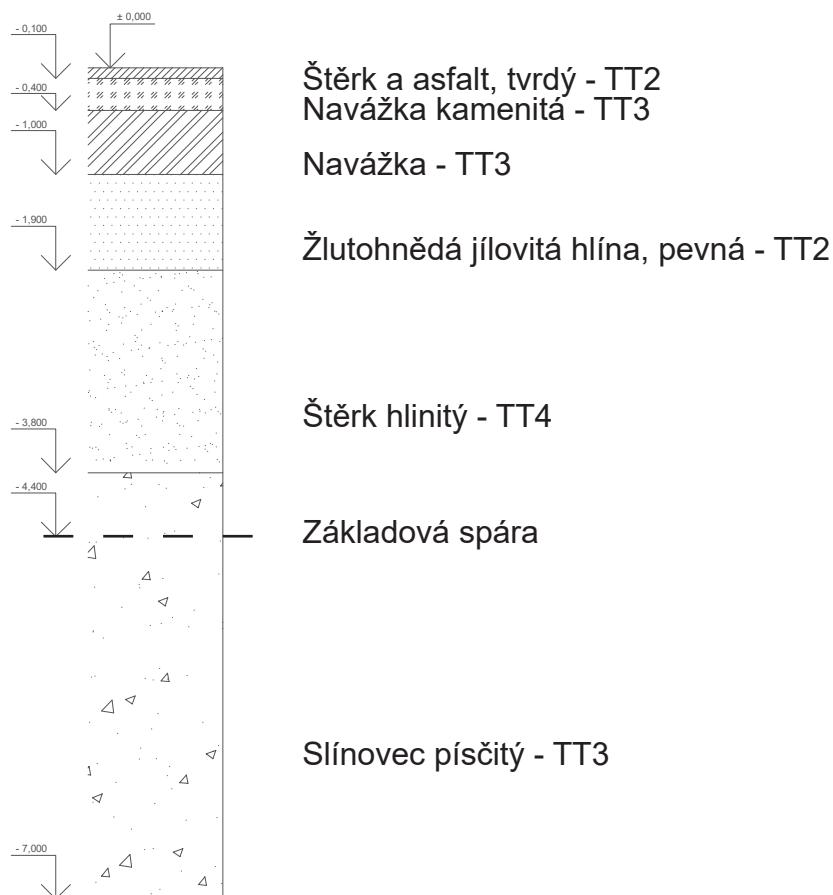 ± 0,000
- 0,100
Štěrk a asfalt, tvrdý - TT2
- 0,400
Navážka kamenitá - TT3
- 1,000
Navážka - TT3
- 1,900
Žlutohnědá jílovitá hlína, pevná - TT2
Štěrk hlinitý - TT4
- 3,800
- 4,400
Základová spára
Slínovec písčitý - TT3
- 7,000